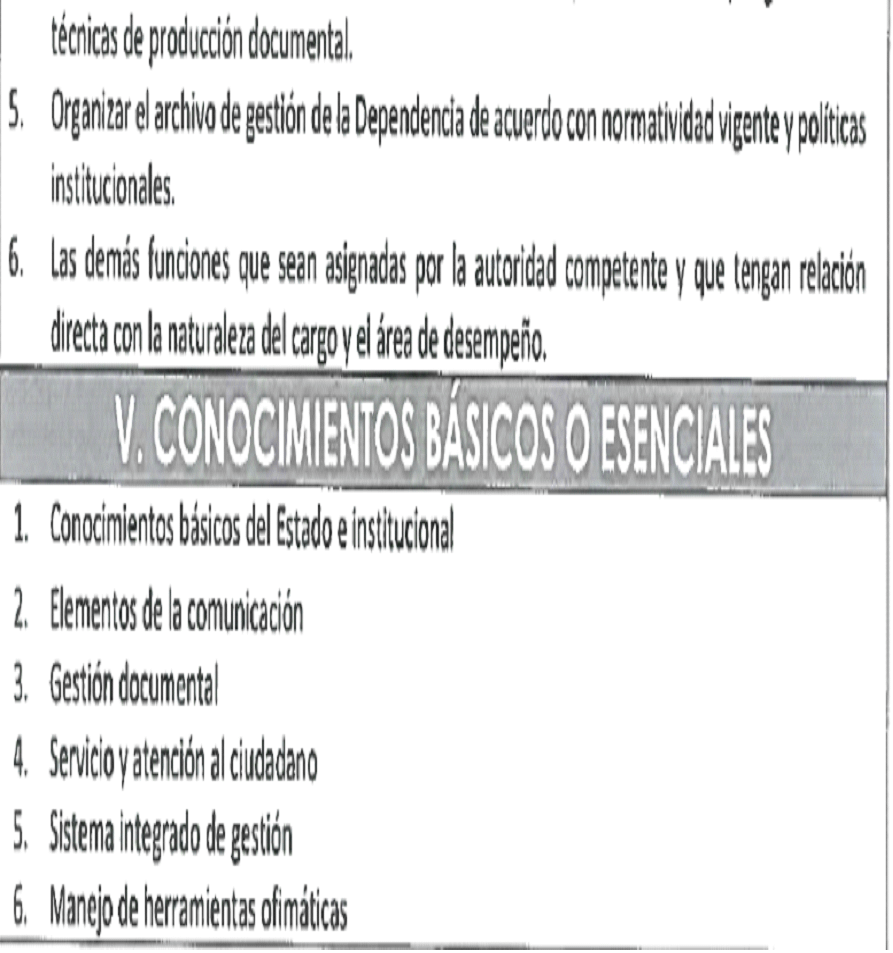 técnicas de producción documental.
5. Organizar el archivo de gestión de la Dependencia de acuerdo con normatividad vigente y políticas
institucionales.
6. Las demás funciones que sean asignadas por la autoridad competente y que tengan relación
directa con la naturaleza del cargo y el área de desempeño.
V. CONOCIMIENTOS BÁSICOS O ESENCIALES
1. Conocimientos básicos del Estado e institucional
2. Elementos de la comunicación
3. Gestión documental
4. Servicio y atención al ciudadano
5. Sistema integrado de gestión
6. Manejo de herramientas ofimáticas